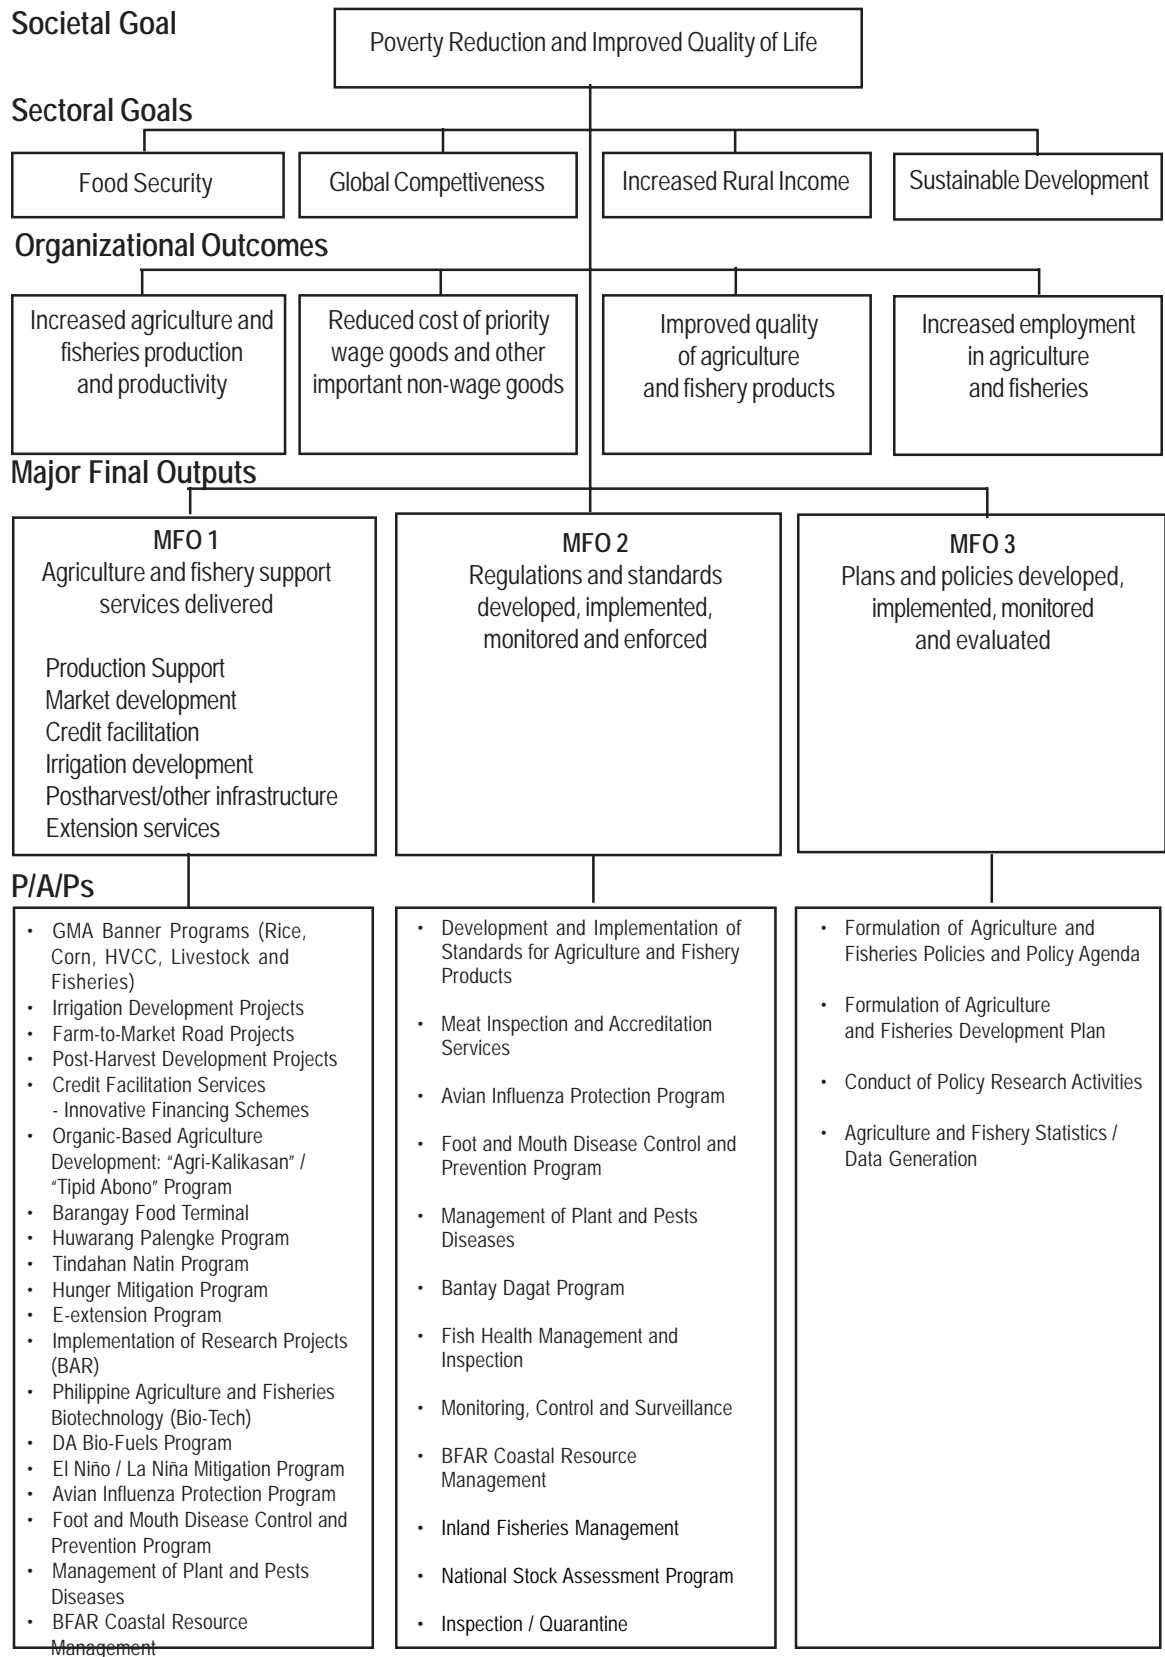 Societal Goal
Poverty Reduction and Improved Quality of Life
Sectoral Goals
Food Security
Global Compettiveness
Increased Rural Income
Sustainable Development
Organizational Outcomes
Increased agriculture and
fisheries production
and productivity
Reduced cost of priority
wage goods and other
important non-wage goods
Improved quality
of agriculture
and fishery products
Increased employment
in agriculture
and fisheries
Major Final Outputs
MFO 1
Agriculture and fishery support
services delivered
Production Support
Market development
Credit facilitation
Irrigation development
Postharvest/other infrastructure
Extension services
MFO 2
Regulations and standards
developed, implemented,
monitored and enforced
MFO 3
Plans and policies developed,
implemented, monitored
and evaluated
P/A/Ps
• GMA Banner Programs (Rice,
Corn, HVCC, Livestock and
Fisheries)
• Irrigation Development Projects
• Farm-to-Market Road Projects
• Post-Harvest Development Projects
• Credit Facilitation Services
- Innovative Financing Schemes
• Organic-Based Agriculture
Development: “Agri-Kalikasan” /
“Tipid Abono” Program
• Barangay Food Terminal
• Huwarang Palengke Program
• Tindahan Natin Program
• Hunger Mitigation Program
• E-extension Program
• Implementation of Research Projects
(BAR)
• Philippine Agriculture and Fisheries
Biotechnology (Bio-Tech)
• DA Bio-Fuels Program
• El Niño / La Niña Mitigation Program
• Avian Influenza Protection Program
• Foot and Mouth Disease Control and
Prevention Program
• Management of Plant and Pests
Diseases
• BFAR Coastal Resource
Management
• Development and Implementation of
Standards for Agriculture and Fishery
Products
• Meat Inspection and Accreditation
Services
• Avian Influenza Protection Program
• Foot and Mouth Disease Control and
Prevention Program
• Management of Plant and Pests
Diseases
• Bantay Dagat Program
• Fish Health Management and
Inspection
• Monitoring, Control and Surveillance
• BFAR Coastal Resource
Management
• Inland Fisheries Management
• National Stock Assessment Program
• Inspection / Quarantine
• Formulation of Agriculture and
Fisheries Policies and Policy Agenda
• Formulation of Agriculture
and Fisheries Development Plan
• Conduct of Policy Research Activities
• Agriculture and Fishery Statistics /
Data Generation